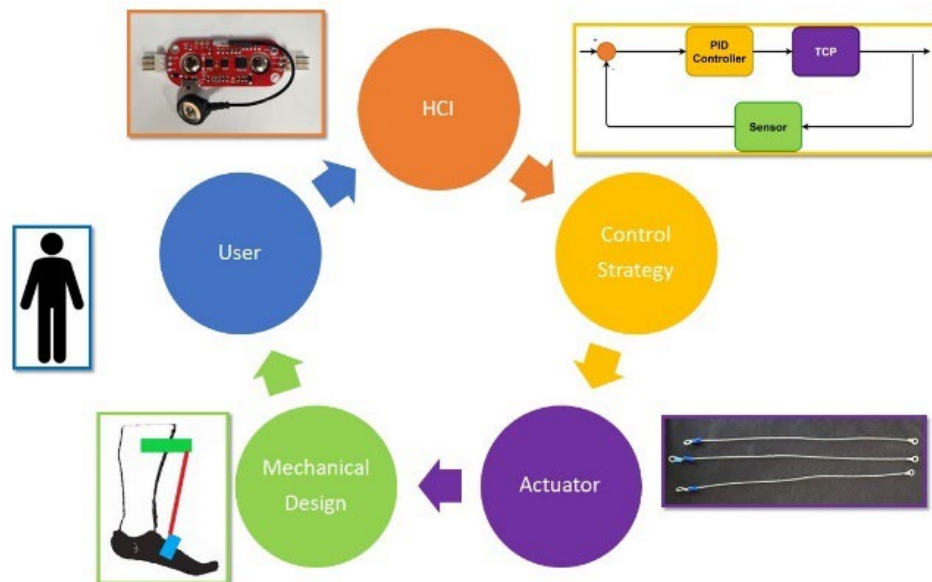 HCI
PID
Controller
TCP
Sensor
User
Control
Strategy
Mechanical
Design
Actuator